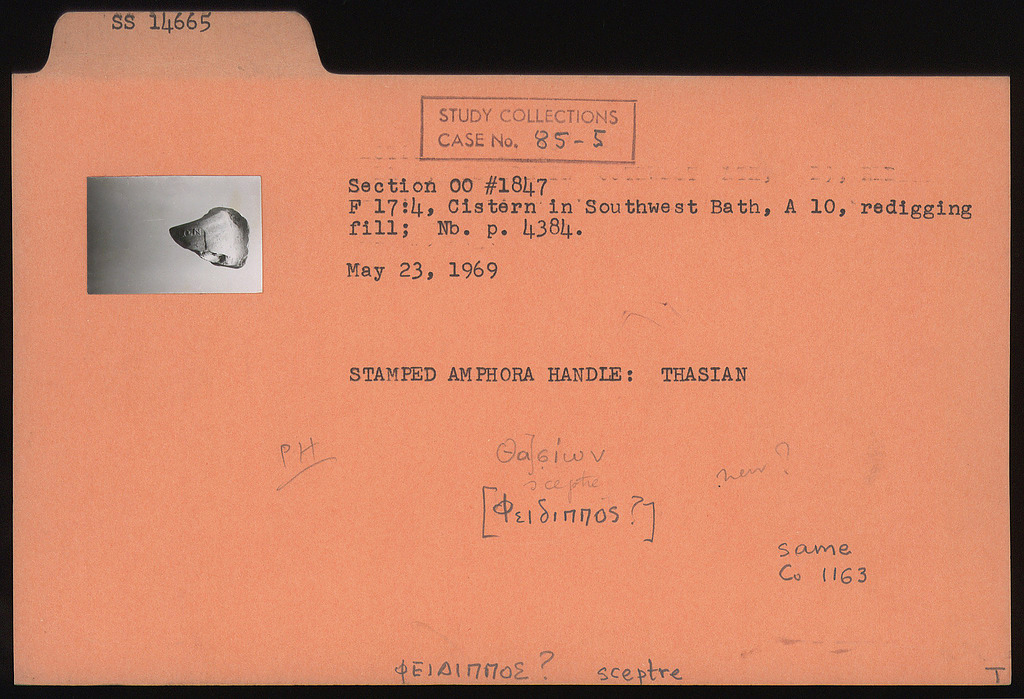 SS 14665
STUDY COLLECTIONS
CASE No. 85-5
Section OO #1847
F 17:4, Cistern in Southwest Bath, A 10, redigging
fill; Nb. p. 4384.
May 23, 1969
STAMPED AMPHORA HANDLE: THASIAN
PH
Θα]σίων
new ?
sceptre
[Φειδιππος ?]
same
Co 1163
ΦΕΙΔΙΠΠΟΣ ? sceptre
T